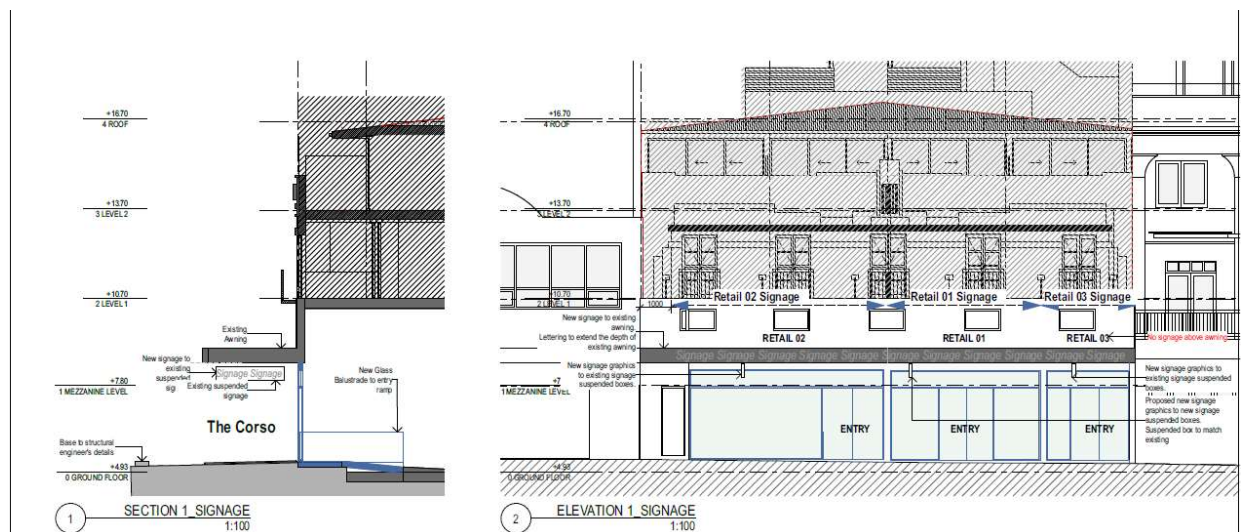 +16.70
4 ROOF
+13.70
3 LEVEL 2
+10.70
2 LEVEL 1
Existing
Awning
New signage to
existing
suspended
Signage Signage
Existing suspended
signage
New Glass
Balustrade to entry
ramp
+7.80
1 MEZZANINE LEVEL
The Corso
Base to structural
engineer's details
+4.93
0 GROUND FLOOR
1
SECTION 1_SIGNAGE
1:100
+16.70
4 ROOF
+13.70
3 LEVEL 2
+10.70
2 LEVEL 1
1000
Retail 02 Signage
Retail 01 Signage
Retail 03 Signage
New signage to existing
awning.
Lettering to extend the depth of
existing awning
RETAIL 02
RETAIL 01
RETAIL 03
No signage above awning
Signage Signage Signage Signage Signage Signage Signage Signage Signage Signage
New signage graphics
to existing signage
suspended boxes.
+7
1 MEZZANINE LEVEL
New signage graphics to
existing signage suspended
boxes.
Proposed new signage
graphics to new signage
suspended boxes.
Suspended box to match
existing
ENTRY
ENTRY
ENTRY
+4.93
0 GROUND FLOOR
2
ELEVATION 1_SIGNAGE
1:100